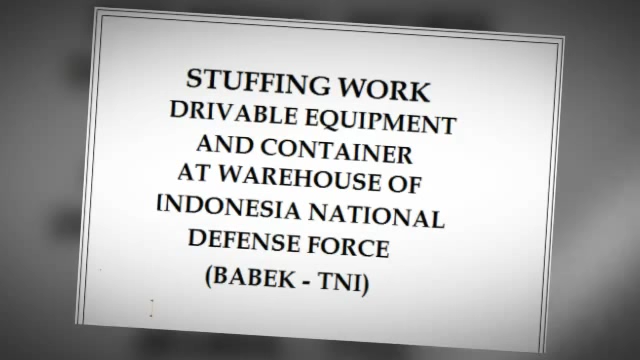 STUFFING WORK
DRIVABLE EQUIPMENT
AND CONTAINER
AT WAREHOUSE OF
INDONESIA NATIONAL
DEFENSE FORCE
(BABEK - TNI)